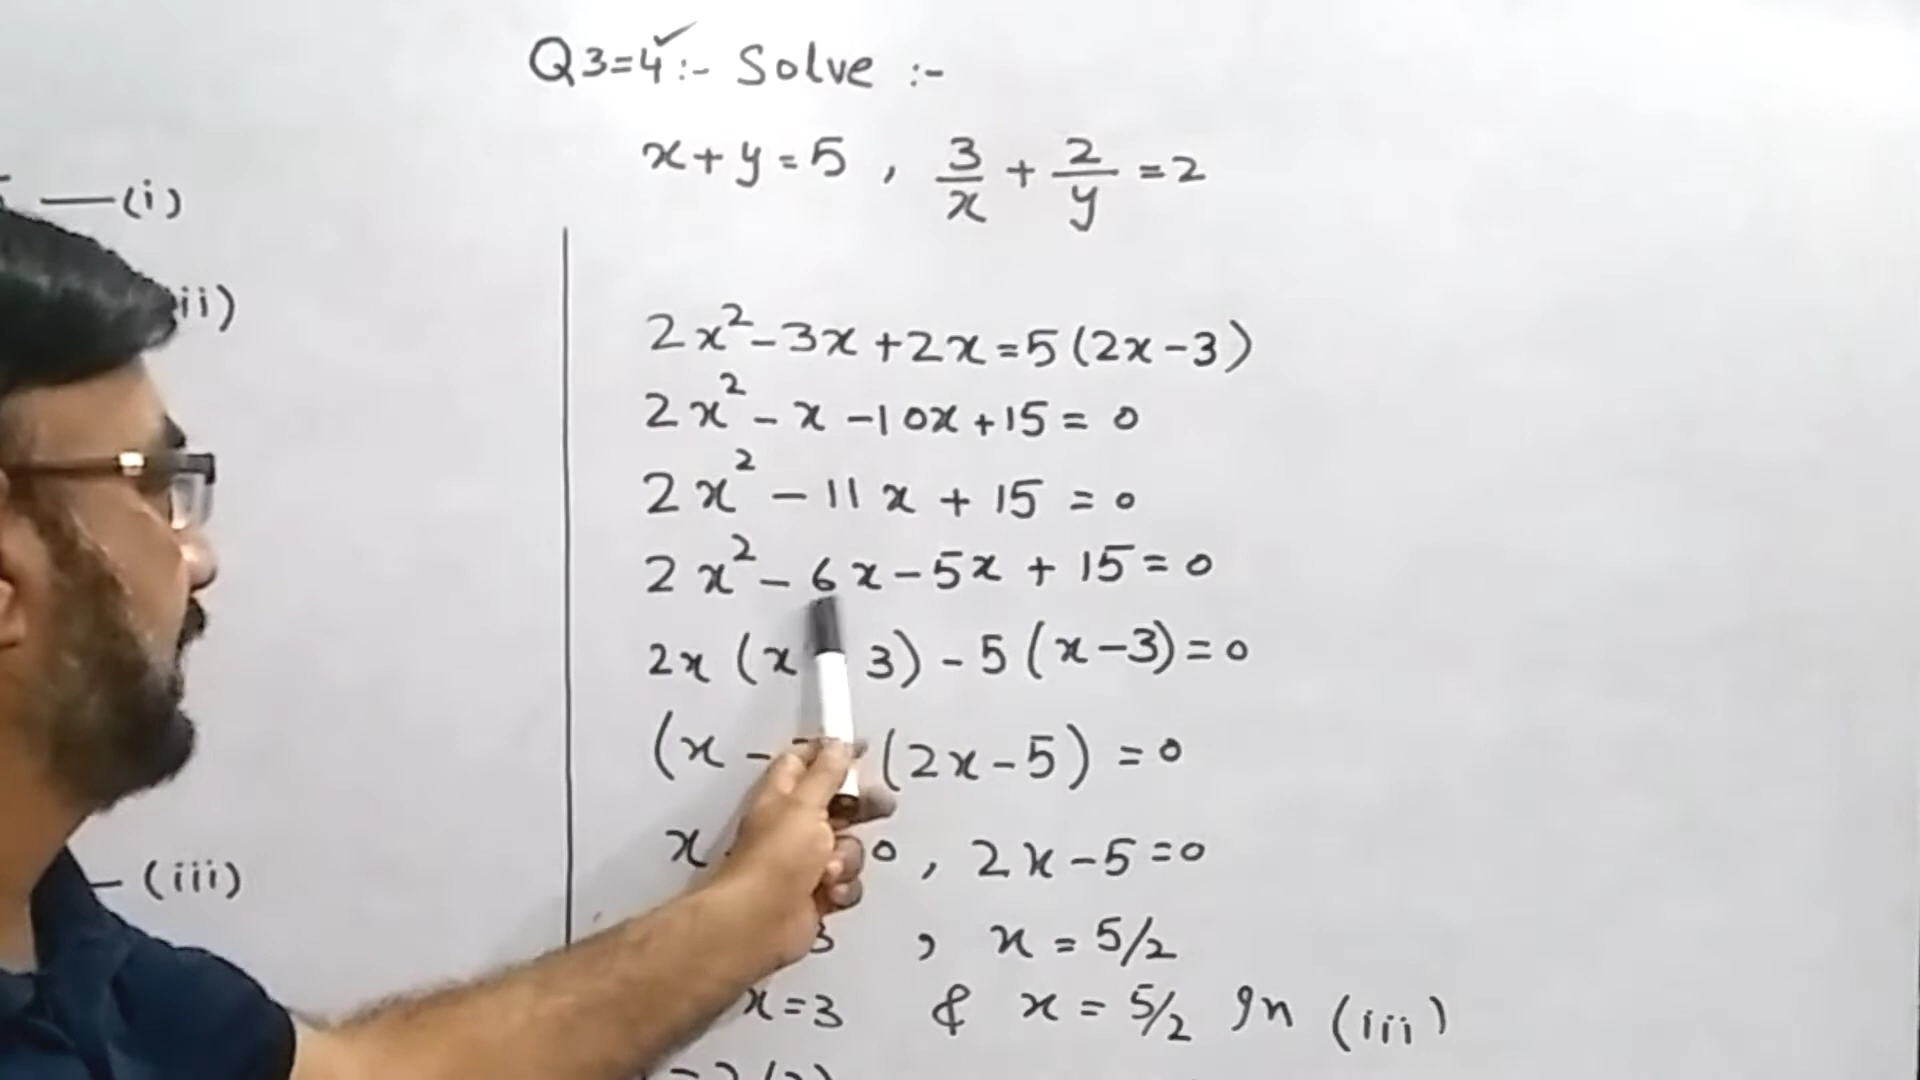 Q3=4✓:- Solve :-
x+y=5 , 3/x + 2/y =2
—(i)
ii)
—(iii)
2x²-3x+2x=5(2x-3)
2x²-x-10x+15=0
2x²-11x+15=0
2x²-6x-5x+15=0
2x(x 3)-5(x-3)=0
(x- (2x-5)=0
x 0, 2x-5=0
3 , x=5/2
x=3 & x=5/2 In (iii)